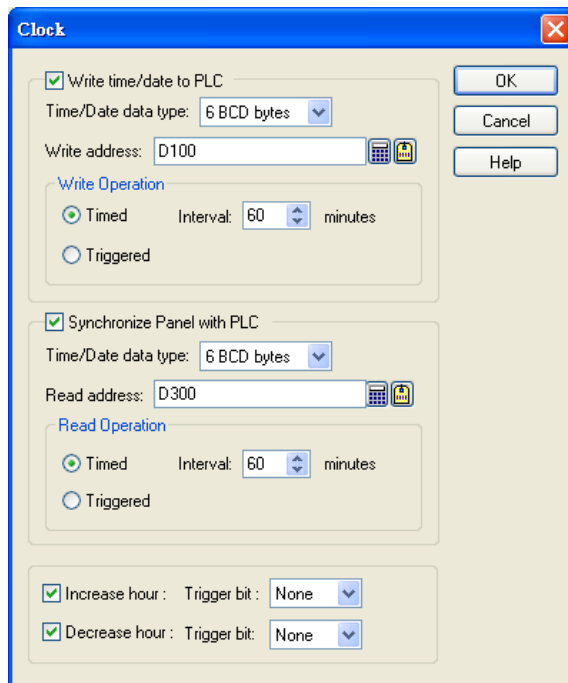 Clock
Write time/date to PLC
OK
Time/Date data type: 6 BCD bytes
Cancel
Write address: D100
Help
Write Operation
Timed Interval: 60 minutes
Triggered
Synchronize Panel with PLC
Time/Date data type: 6 BCD bytes
Read address: D300
Read Operation
Timed Interval: 60 minutes
Triggered
Increase hour : Trigger bit : None
Decrease hour : Trigger bit: None